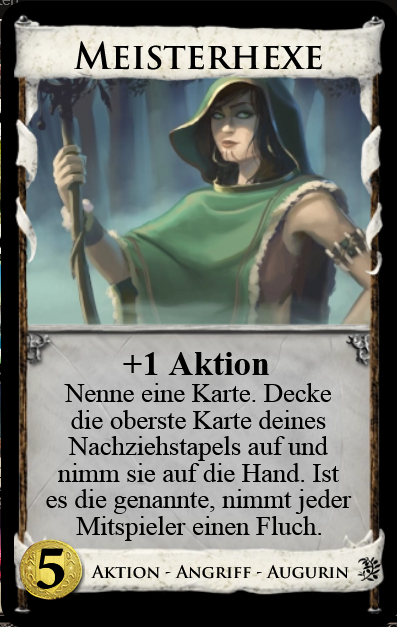 MEISTERHEXE
+1 Aktion
Nenne eine Karte. Decke
die oberste Karte deines
Nachziehstapels auf und
nimm sie auf die Hand. Ist
es die genannte, nimmt jeder
Mitspieler einen Fluch.
5 AKTION - ANGRIFF - AUGURIN